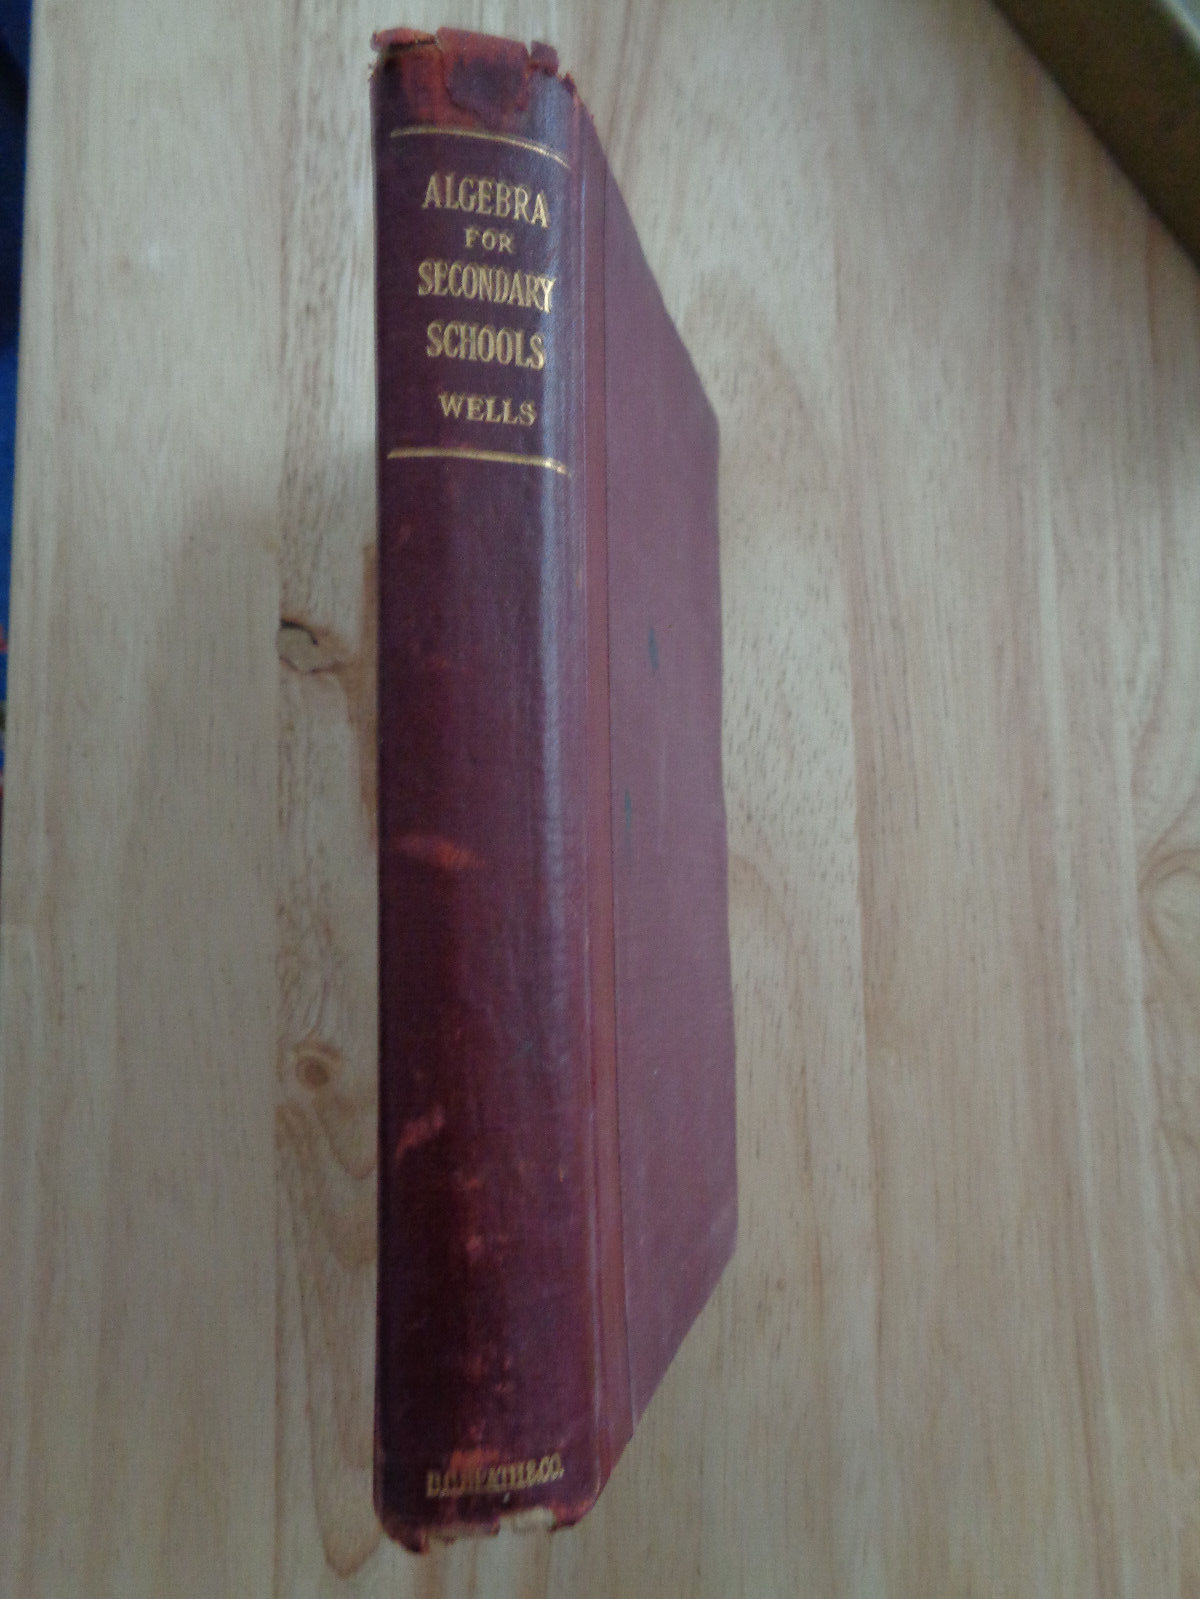 ALGEBRA
FOR
SECONDARY
SCHOOLS
WELLS
D.C.HEATH & CO.